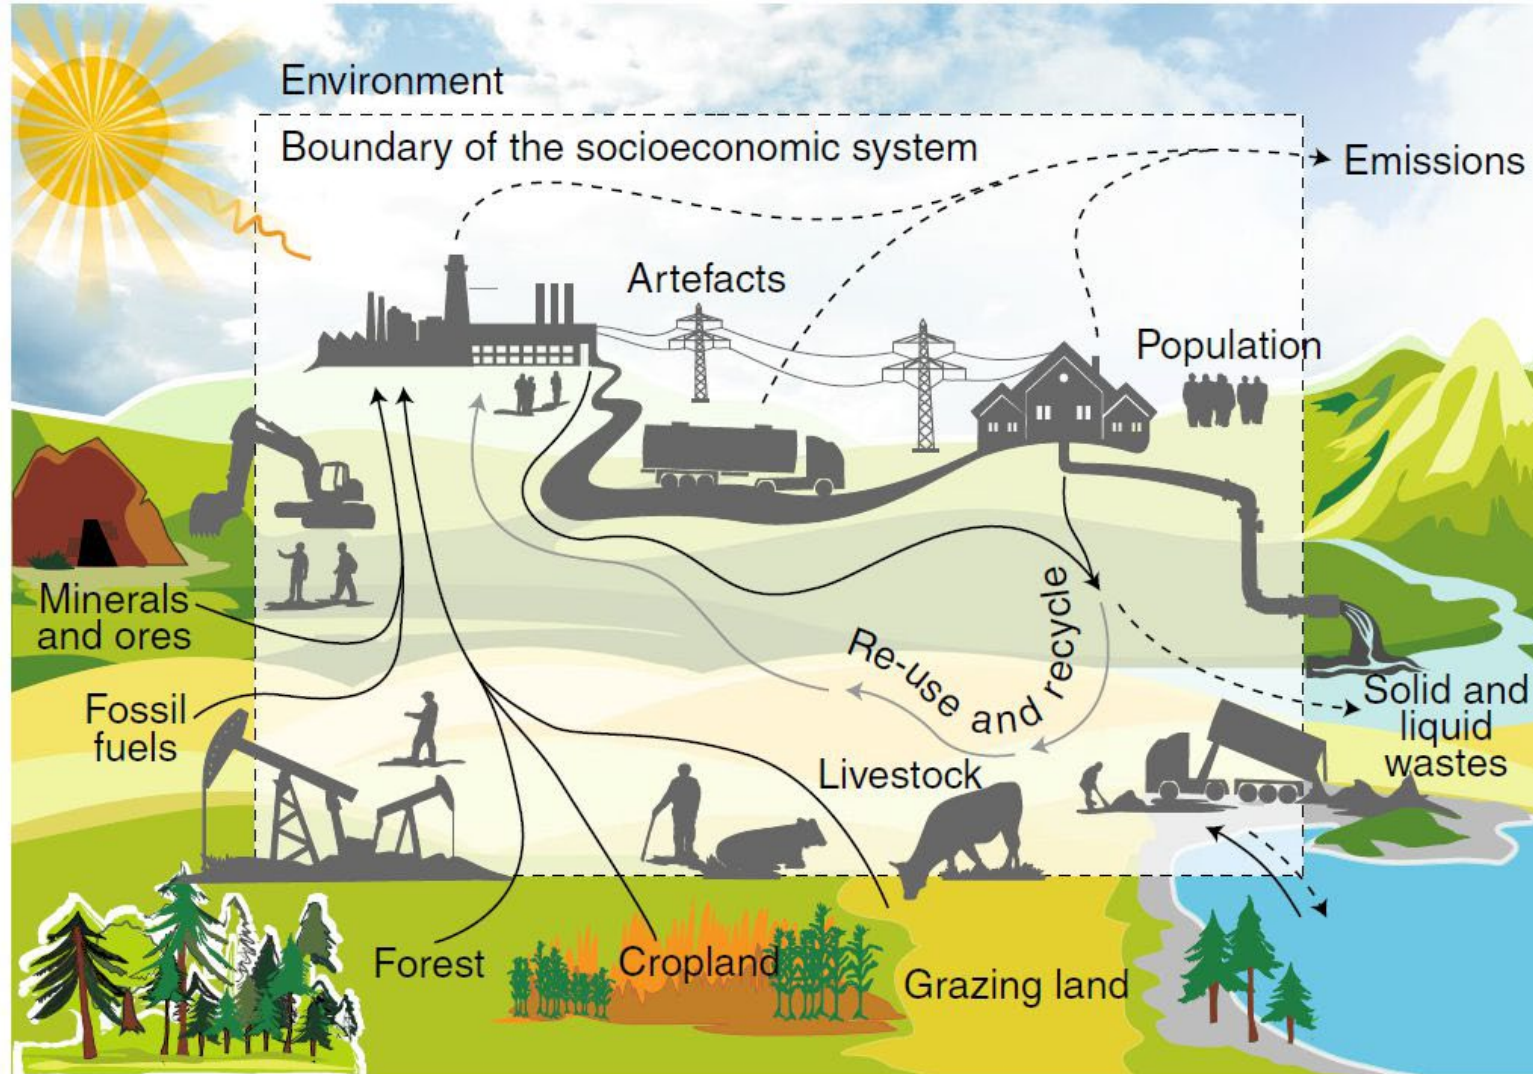 Environment
Boundary of the socioeconomic system
Emissions
Artefacts
Population
Minerals
and ores
Re-use and recycle
Fossil
fuels
Solid and
liquid
wastes
Livestock
Forest
Cropland
Grazing land